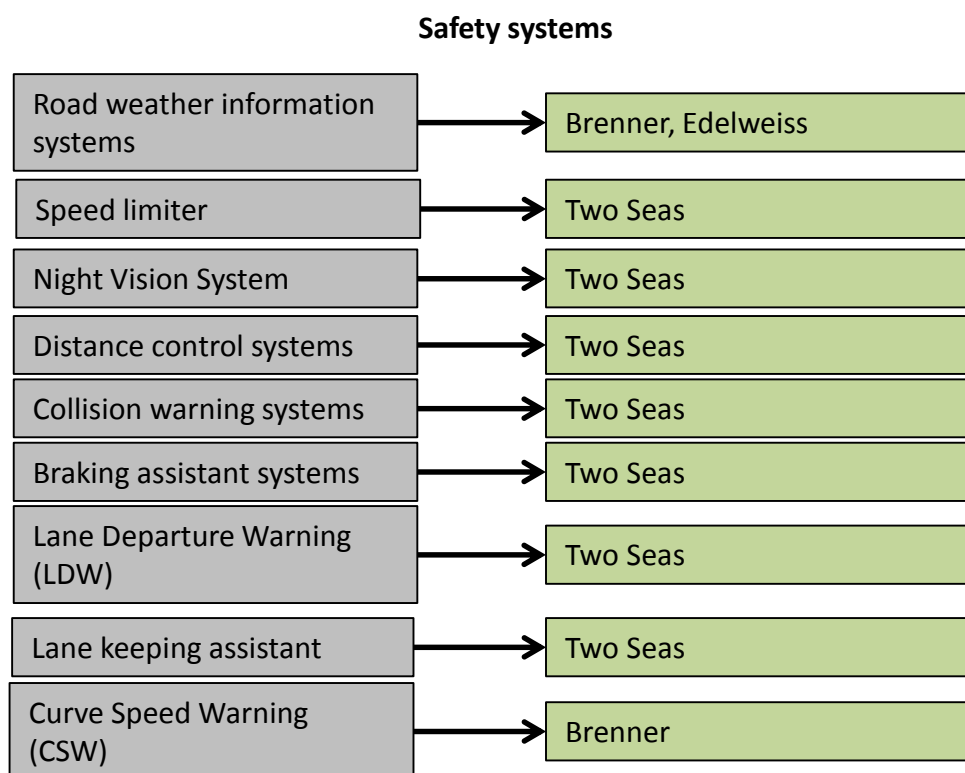 Safety systems
Road weather information
systems
Brenner, Edelweiss
Speed limiter
Two Seas
Night Vision System
Two Seas
Distance control systems
Two Seas
Collision warning systems
Two Seas
Braking assistant systems
Two Seas
Lane Departure Warning
(LDW)
Two Seas
Lane keeping assistant
Two Seas
Curve Speed Warning
(CSW)
Brenner